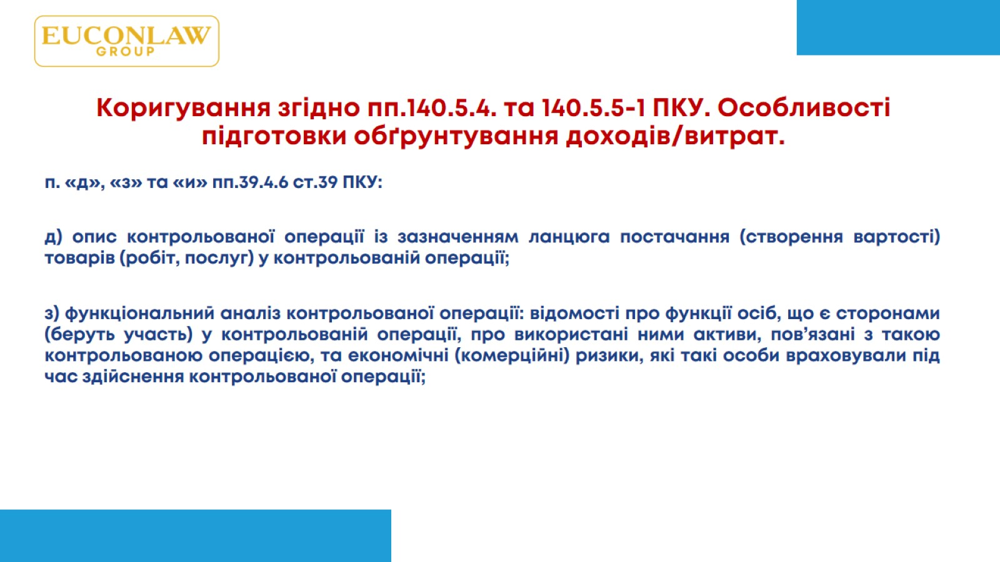 EUCONLAW
GROUP
Коригування згідно пп.140.5.4. та 140.5.5-1 ПКУ. Особливості
підготовки обґрунтування доходів/витрат.
п. «д», «з» та «и» пп.39.4.6 ст.39 ПКУ:
д) опис контрольованої операції із зазначенням ланцюга постачання (створення вартості)
товарів (робіт, послуг) у контрольованій операції;
з) функціональний аналіз контрольованої операції: відомості про функції осіб, що є сторонами
(беруть участь) у контрольованій операції, про використані ними активи, пов’язані з такою
контрольованою операцією, та економічні (комерційні) ризики, які такі особи враховували під
час здійснення контрольованої операції;